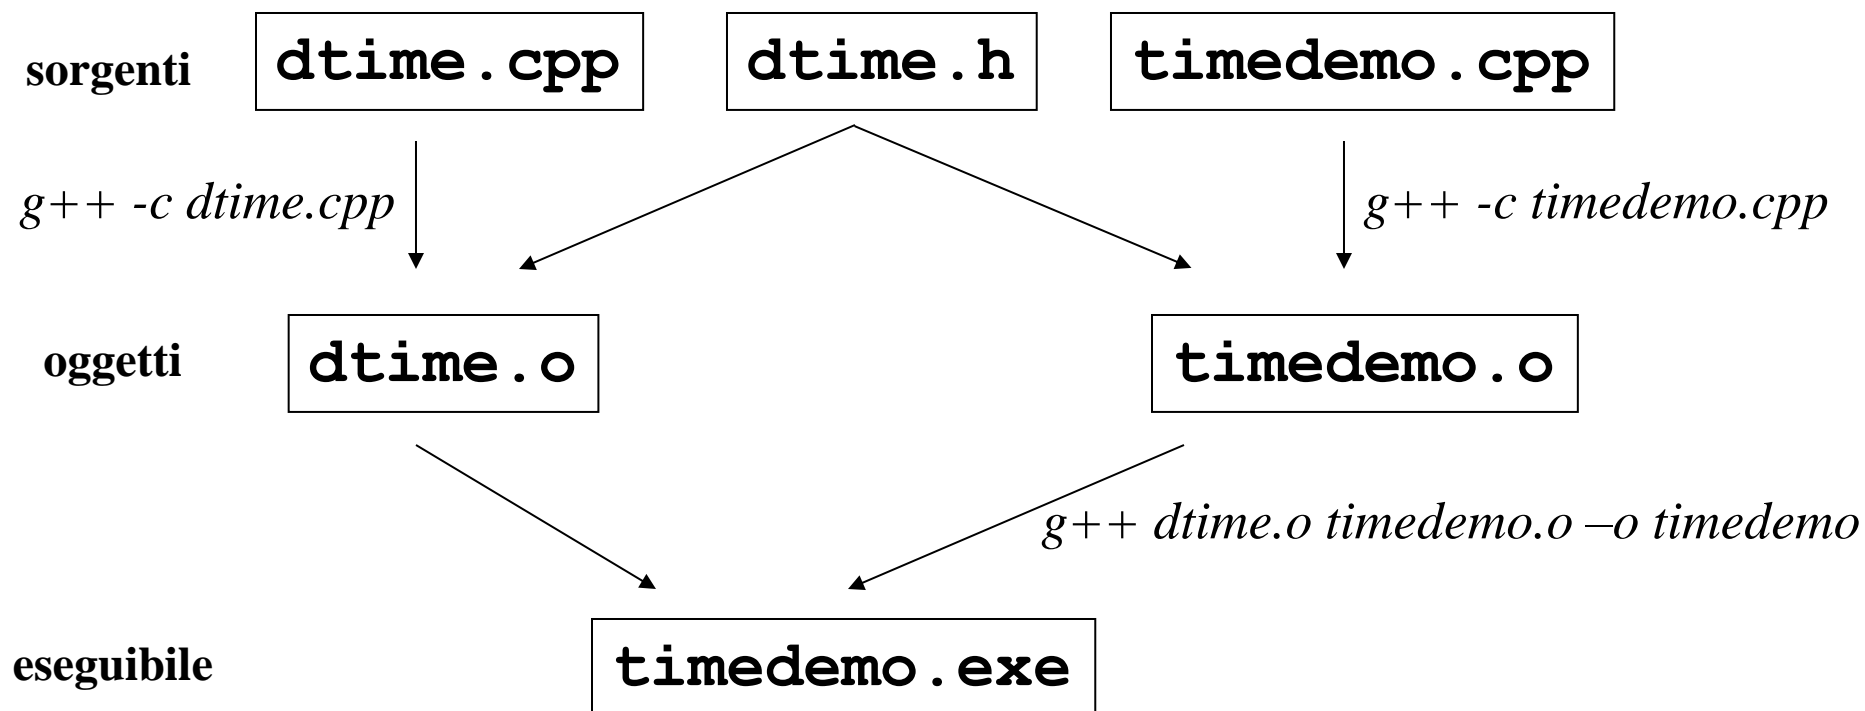 sorgenti dtime.cpp dtime.h timedemo.cpp
g++ -c dtime.cpp g++ -c timedemo.cpp
oggetti dtime.o timedemo.o
g++ dtime.o timedemo.o –o timedemo
eseguibile timedemo.exe